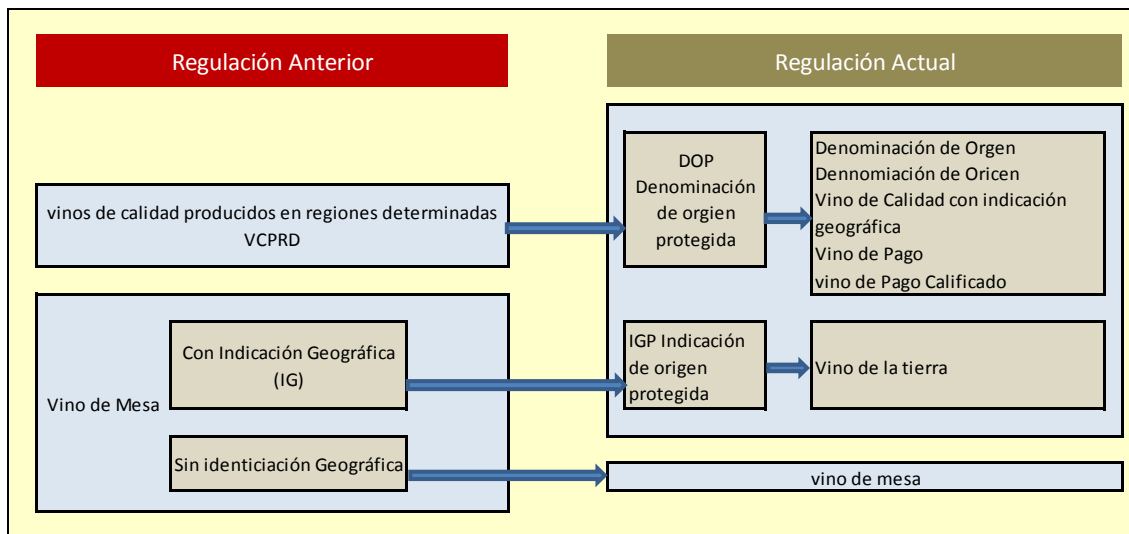 Regulación Anterior
Regulación Actual
vinos de calidad producidos en regiones determinadas
VCPRD
DOP
Denominación
de orgien
protegida
Denominación de Orgen
Dennomiación de Oricen
Vino de Calidad con indicación
geográfica
Vino de Pago
vino de Pago Calificado
Vino de Mesa
Con Indicación Geográfica
(IG)
IGP Indicación
de origen
protegida
Vino de la tierra
Sin identiciación Geográfica
vino de mesa